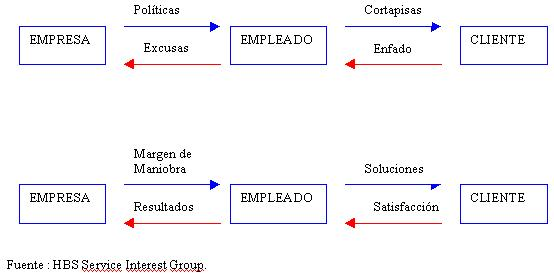 Políticas
Cortapisas
EMPRESA
EMPLEADO
CLIENTE
Excusas
Enfado
Margen de
Maniobra
Soluciones
EMPRESA
EMPLEADO
CLIENTE
Resultados
Satisfacción
Fuente : HBS Service Interest Group.